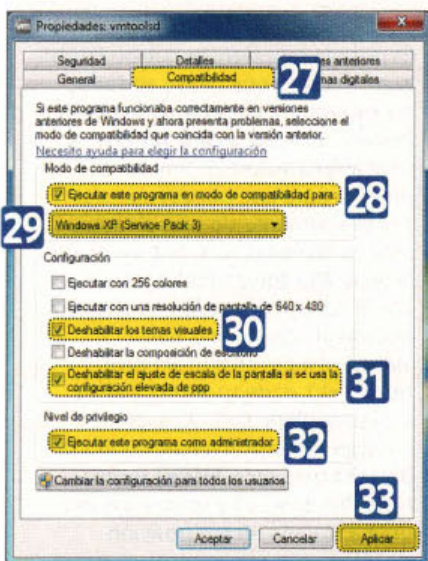 Propiedades: vmtoolsd
Seguridad
Detalles
es anteriores
General
Compatibilidad
27
mas digitales
Si este programa funcionaba correctamente en versiones
anteriores de Windows y ahora presenta problemas, seleccione el
modo de compatibilidad que coincida con la versión anterior.
Necesito ayuda para elegir la configuración
Modo de compatibilidad
Ejecutar este programa en modo de compatibilidad para:
28
29
Windows XP (Service Pack 3)
Configuración
Ejecutar con 256 colores
Ejecutar con una resolución de pantalla de 640 x 480
Deshabilitar los temas visuales
30
Deshabilitar la composición de escritorio
Deshabilitar el ajuste de escala de la pantalla si se usa la
configuración elevada de ppp
31
Nivel de privilegio
Ejecutar este programa como administrador
32
Cambiar la configuración para todos los usuarios
33
Aceptar
Cancelar
Aplicar